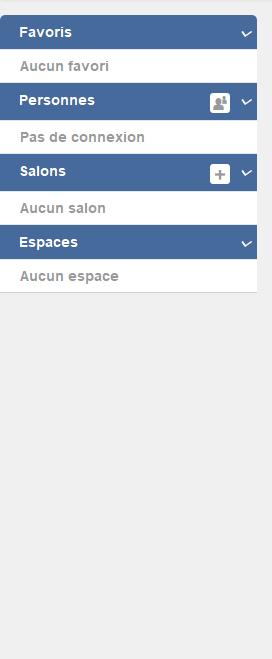 Favoris
Aucun favori
Personnes
Pas de connexion
Salons
Aucun salon
Espaces
Aucun espace